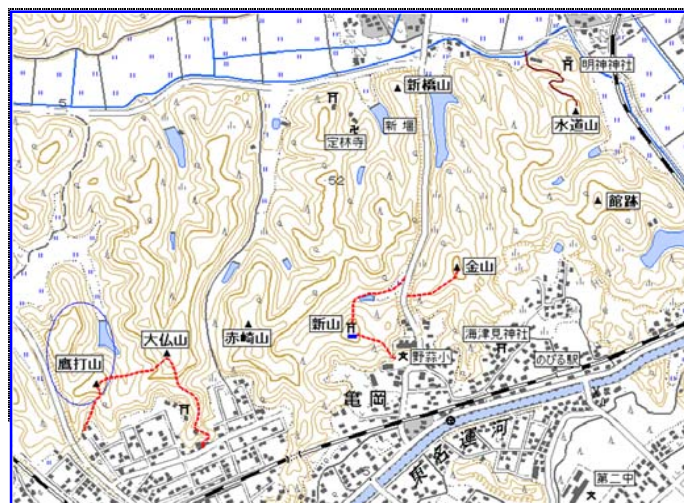 新橋山
明神神社
水道山
定林寺
新堰
52
館跡
金山
大仏山
赤崎山
新山
鷹打山
野蒜小
海津見神社
のびる駅
亀岡
東名運河
第二中
5
5